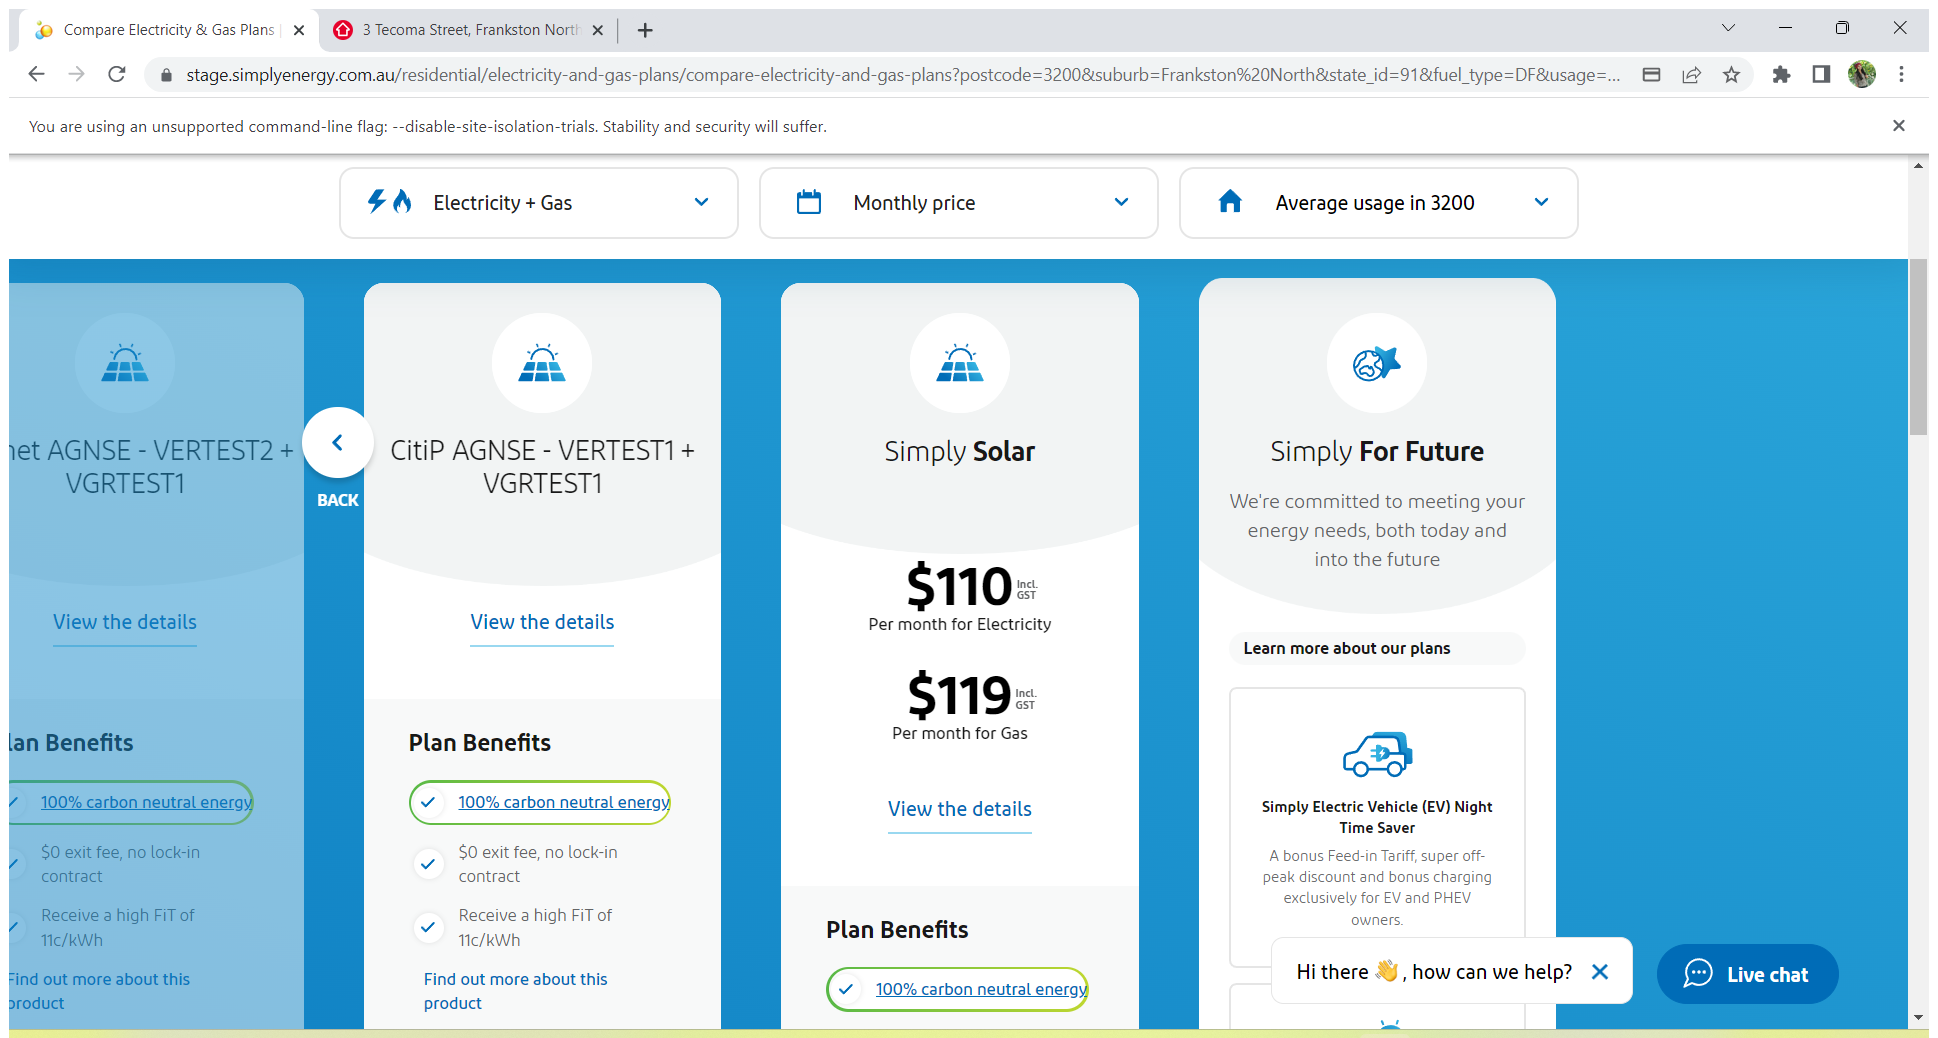 Compare Electricity & Gas Plans |
3 Tecoma Street, Frankston North
stage.simplyenergy.com.au/residential/electricity-and-gas-plans/compare-electricity-and-gas-plans?postcode=3200&suburb=Frankston%20North&state_id=91&fuel_type=DF&usage=...
You are using an unsupported command-line flag: --disable-site-isolation-trials. Stability and security will suffer.
Electricity + Gas
Monthly price
Average usage in 3200
net AGNSE - VERTEST2 +
VGRTEST1
View the details
lan Benefits
100% carbon neutral energy
$0 exit fee, no lock-in
contract
Receive a high FiT of
11c/kWh
Find out more about this
product
BACK
CitiP AGNSE - VERTEST1 +
VGRTEST1
View the details
Plan Benefits
100% carbon neutral energy
$0 exit fee, no lock-in
contract
Receive a high FiT of
11c/kWh
Find out more about this
product
Simply Solar
$110 Incl. GST
Per month for Electricity
$119 Incl. GST
Per month for Gas
View the details
Plan Benefits
100% carbon neutral energy
Simply For Future
We're committed to meeting your
energy needs, both today and
into the future
Learn more about our plans
Simply Electric Vehicle (EV) Night
Time Saver
A bonus Feed-in Tariff, super off-
peak discount and bonus charging
exclusively for EV and PHEV
owners.
Hi there 👋, how can we help?
Live chat